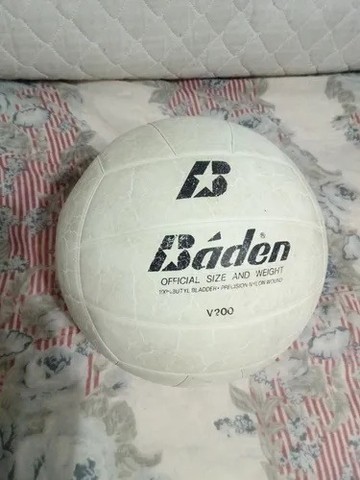 B
Baden®
OFFICIAL SIZE AND WEIGHT
100% BUTYL BLADDER • PRECISION NYLON WOUND
V200